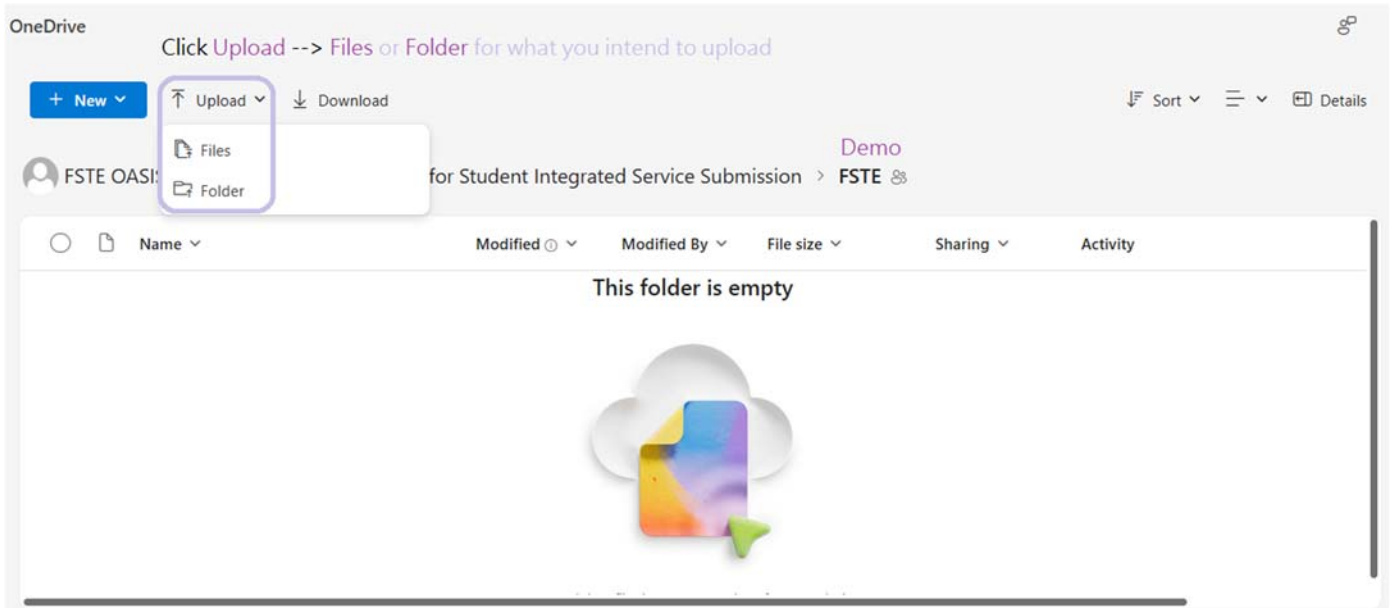 OneDrive
Click Upload --> Files or Folder for what you intend to upload
+ New Upload Download Sort Details
Files
Folder
Demo
FSTE OASI for Student Integrated Service Submission > FSTE
Name Modified Modified By File size Sharing Activity
This folder is empty